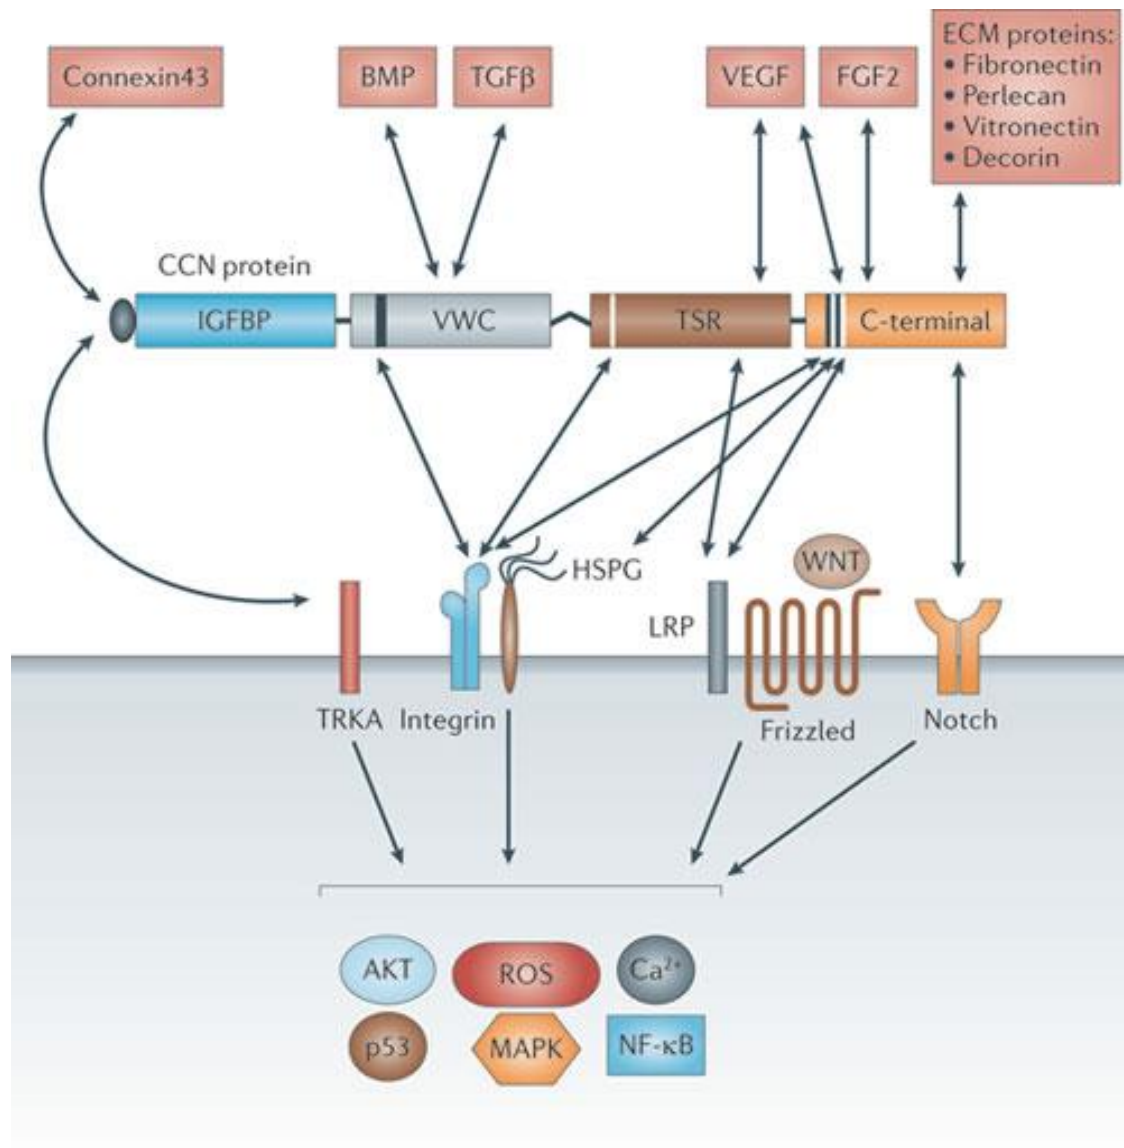 Connexin43
BMP
TGFβ
VEGF
FGF2
ECM proteins:
• Fibronectin
• Perlecan
• Vitronectin
• Decorin
CCN protein
IGFBP
VWC
TSR
C-terminal
HSPG
WNT
LRP
TRKA
Integrin
Frizzled
Notch
AKT
ROS
Ca²⁺
p53
MAPK
NF-κB